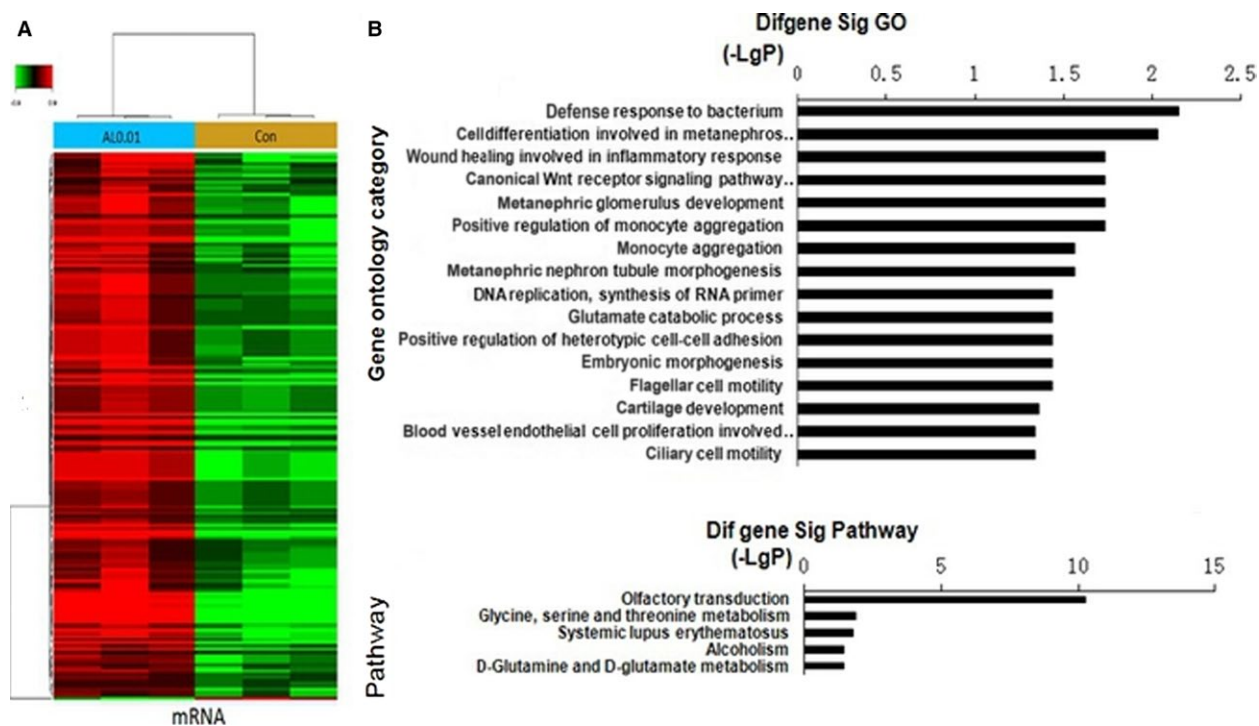 A
AL0.01
Con
mRNA
B
Difgene Sig GO
(-LgP)
0 0.5 1 1.5 2 2.5
Gene ontology category
Defense response to bacterium
Celldifferentiation involved in metanephros..
Wound healing involved in inflammatory response
Canonical Wnt receptor signaling pathway..
Metanephric glomerulus development
Positive regulation of monocyte aggregation
Monocyte aggregation
Metanephric nephron tubule morphogenesis
DNA replication, synthesis of RNA primer
Glutamate catabolic process
Positive regulation of heterotypic cell-cell adhesion
Embryonic morphogenesis
Flagellar cell motility
Cartilage development
Blood vessel endothelial cell proliferation involved..
Ciliary cell motility
Dif gene Sig Pathway
(-LgP)
0 5 10 15
Pathway
Olfactory transduction
Glycine, serine and threonine metabolism
Systemic lupus erythematosus
Alcoholism
D-Glutamine and D-glutamate metabolism